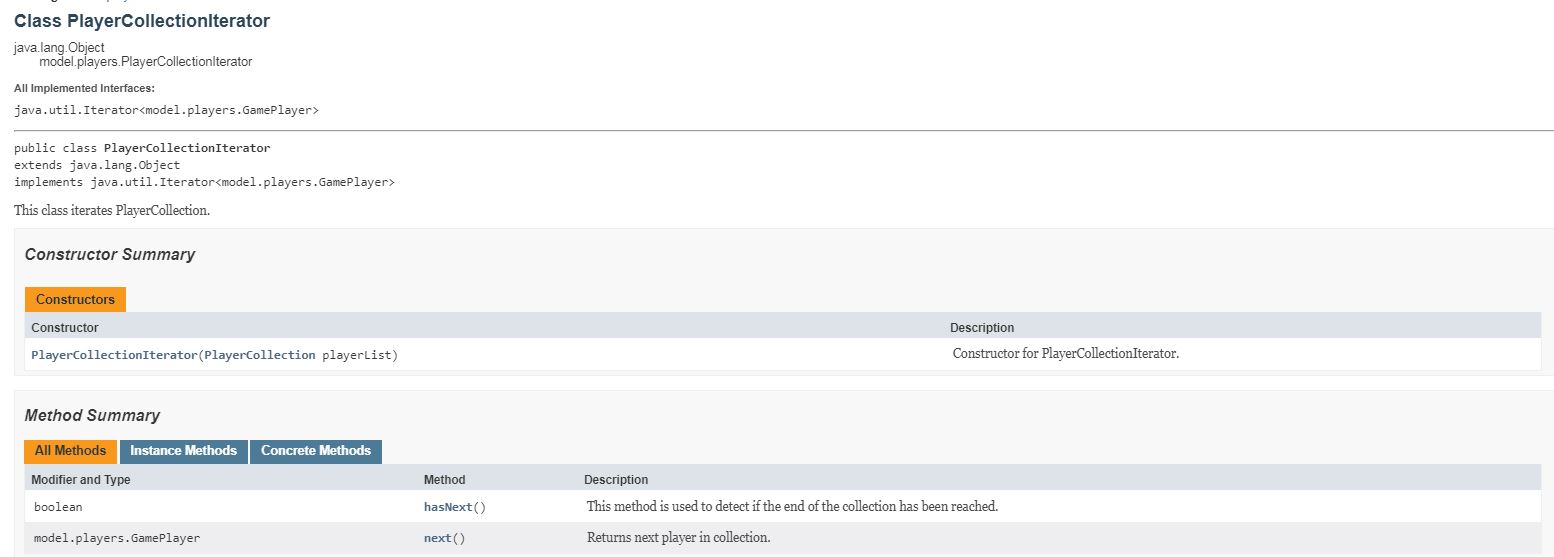 Class PlayerCollectionIterator
java.lang.Object
model.players.PlayerCollectionIterator
All Implemented Interfaces:
java.util.Iterator<model.players.GamePlayer>
public class PlayerCollectionIterator
extends java.lang.Object
implements java.util.Iterator<model.players.GamePlayer>
This class iterates PlayerCollection.
Constructor Summary
Constructors
Constructor Description
PlayerCollectionIterator(PlayerCollection playerList) Constructor for PlayerCollectionIterator.
Method Summary
All Methods Instance Methods Concrete Methods
Modifier and Type Method Description
boolean hasNext() This method is used to detect if the end of the collection has been reached.
model.players.GamePlayer next() Returns next player in collection.